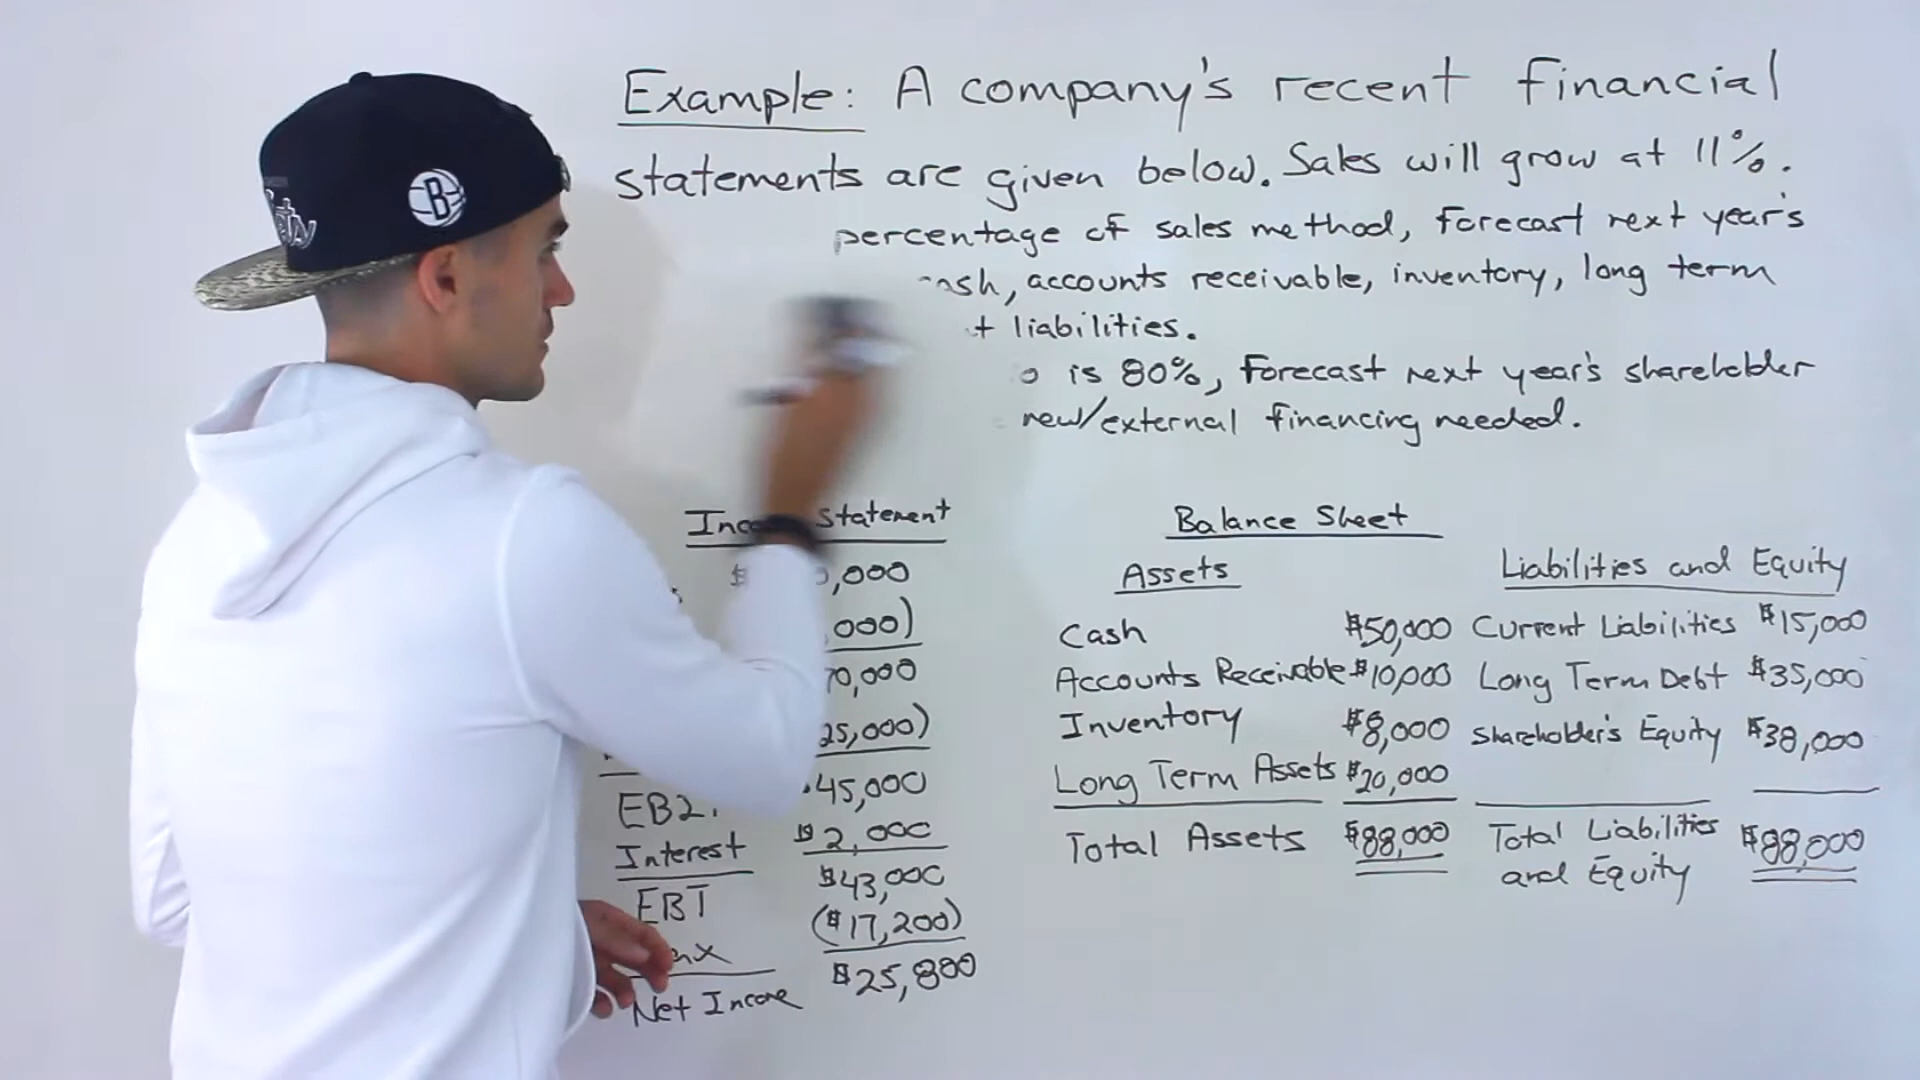 Example: A company's recent financial
statements are given below. Sales will grow at 11%.
percentage of sales method, forecast next year's
accounts receivable, inventory, long term
liabilities.
is 80%, forecast next year's shareholder
new/external financing needed.
Statement
,000
,000)
70,000
25,000)
45,000
Interest $2,000
EBT $43,000
($17,200)
Net Income $25,800
Balance Sheet
Assets
Cash $50,000
Accounts Receivable $10,000
Inventory $8,000
Long Term Assets $20,000
Total Assets $88,000
Liabilities and Equity
Current Liabilities $15,000
Long Term Debt $35,000
Shareholder's Equity $38,000
Total Liabilities
and Equity $88,000
B